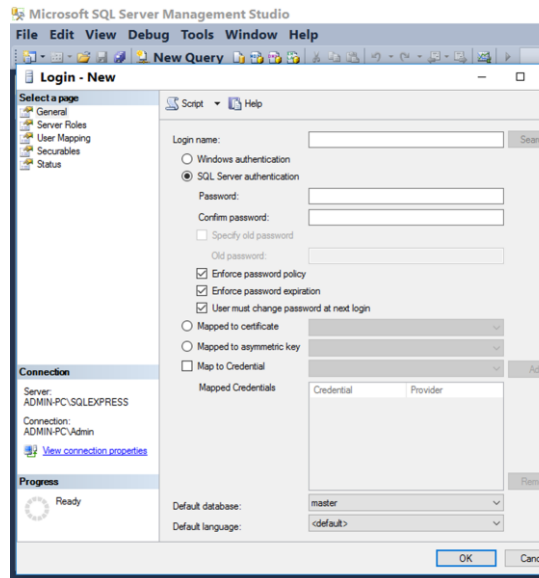 Microsoft SQL Server Management Studio
File Edit View Debug Tools Window Help
New Query
Login - New
Select a page
General
Server Roles
User Mapping
Securables
Status
Script Help
Login name:
Sear
Windows authentication
SQL Server authentication
Password:
Confirm password:
Specify old password
Old password:
Enforce password policy
Enforce password expiration
User must change password at next login
Mapped to certificate
Mapped to asymmetric key
Map to Credential
Ad
Mapped Credentials
Credential Provider
Rem
Default database: master
Default language: <default>
Connection
Server:
ADMIN-PC\SQLEXPRESS
Connection:
ADMIN-PC\Admin
View connection properties
Progress
Ready
OK
Canc